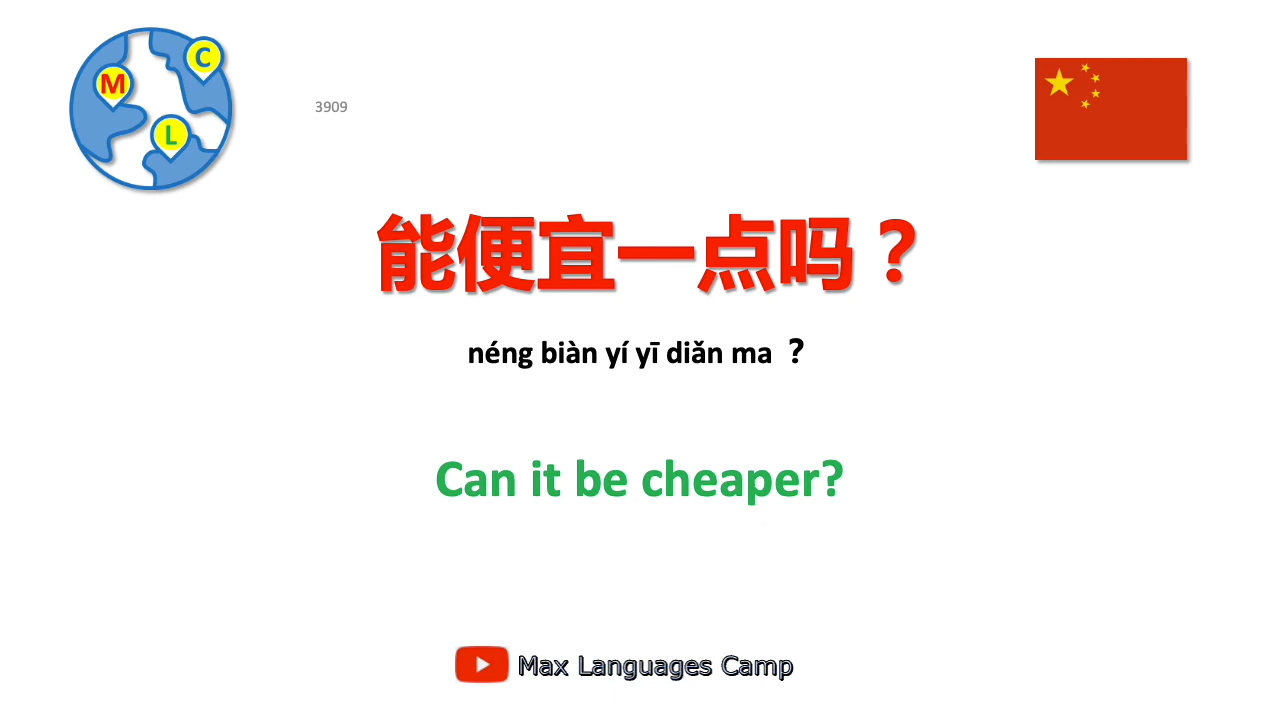 M
C
L
3909
能便宜一点吗？
néng biàn yí yī diǎn ma ？
Can it be cheaper?
Max Languages Camp